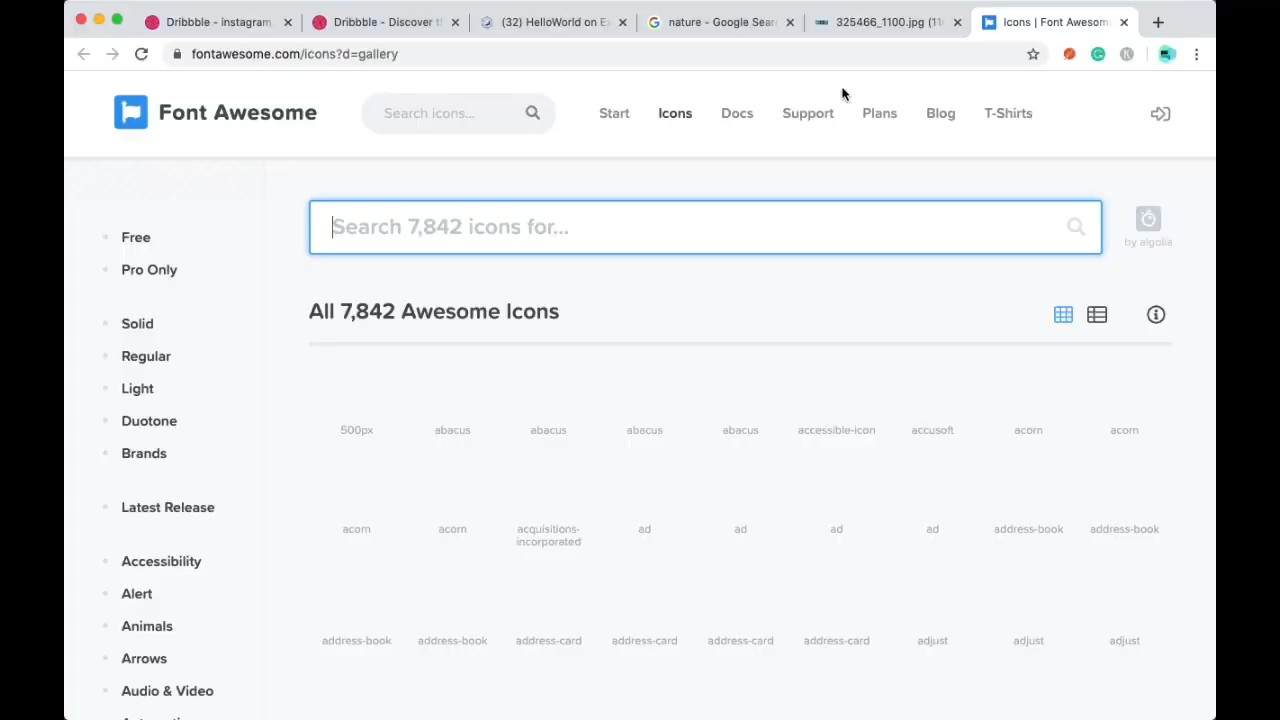 Dribbble - instagram
Dribbble - Discover t
(32) HelloWorld on E
nature - Google Sear
325466_1100.jpg (11
Icons | Font Awesom
fontawesome.com/icons?d=gallery
Font Awesome
Search icons...
Start
Icons
Docs
Support
Plans
Blog
T-Shirts
Search 7,842 icons for...
by algolia
Free
Pro Only
Solid
Regular
Light
Duotone
Brands
Latest Release
Accessibility
Alert
Animals
Arrows
Audio & Video
All 7,842 Awesome Icons
500px abacus abacus abacus abacus accessible-icon accusoft acorn acorn
acorn acorn acquisitions-incorporated ad ad ad ad address-book address-book
address-book address-book address-card address-card address-card address-card adjust adjust adjust